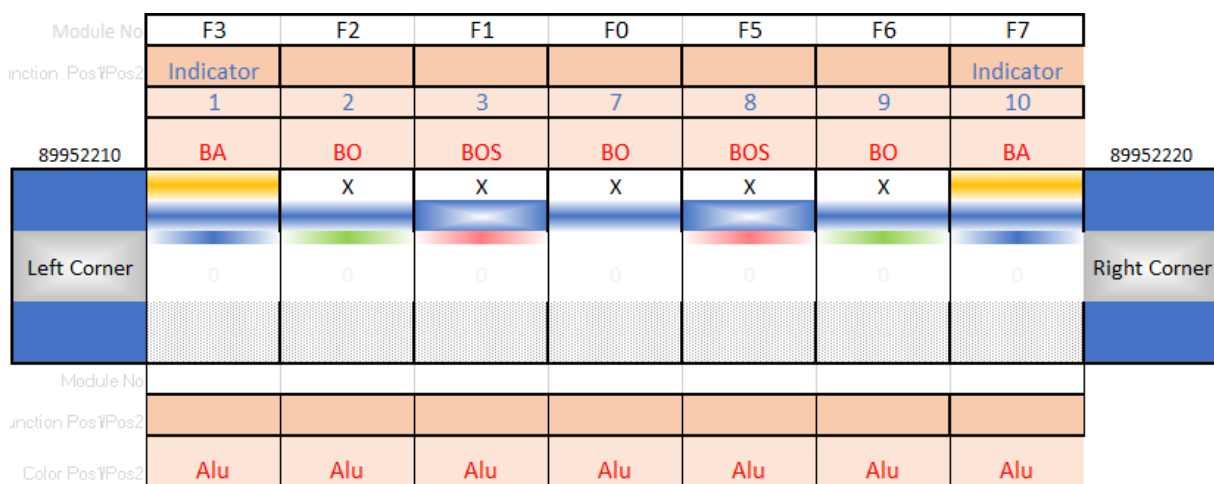 Module No F3 F2 F1 F0 F5 F6 F7
unction Pos1/Pos2 Indicator Indicator
1 2 3 7 8 9 10
89952210 BA BO BOS BO BOS BO BA 89952220
X X X X X
Left Corner 0 0 0 0 0 0 0 Right Corner
Module No
unction Pos1/Pos2
Color Pos1/Pos2 Alu Alu Alu Alu Alu Alu Alu